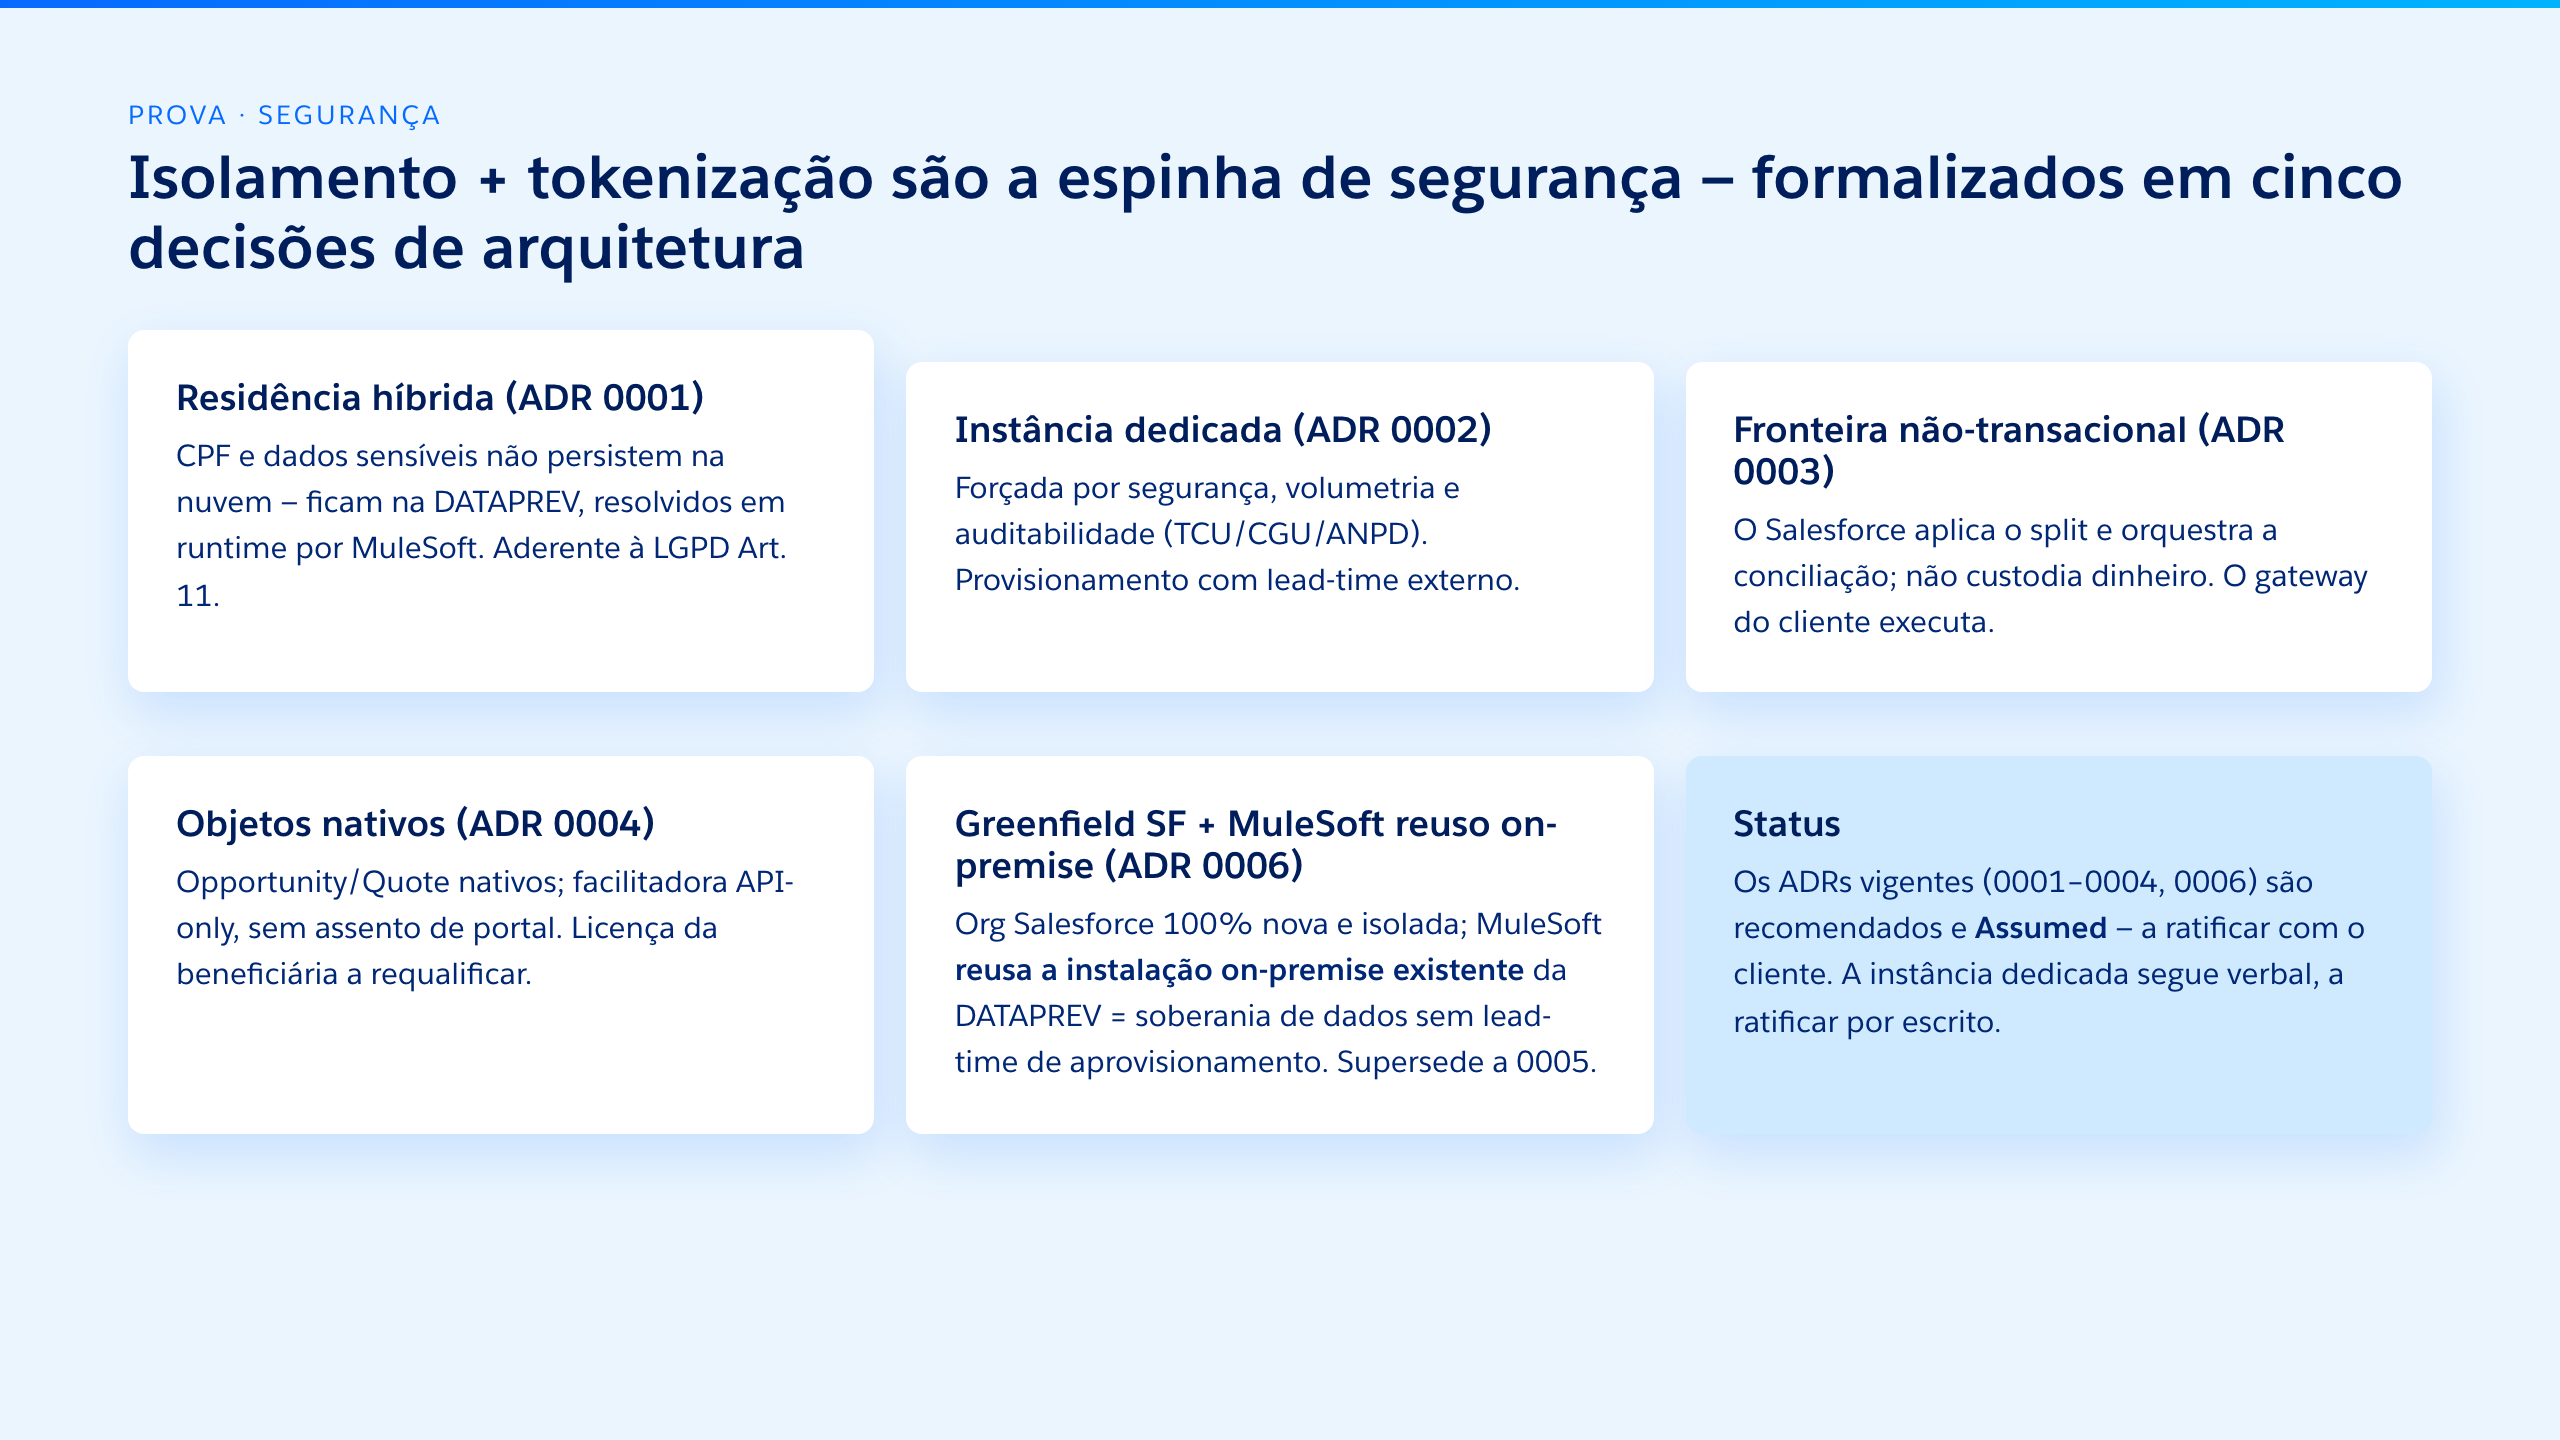 PROVA · SEGURANÇA
Isolamento + tokenização são a espinha de segurança – formalizados em cinco
decisões de arquitetura
Residência híbrida (ADR 0001)
CPF e dados sensíveis não persistem na
nuvem – ficam na DATAPREV, resolvidos em
runtime por MuleSoft. Aderente à LGPD Art.
11.
Instância dedicada (ADR 0002)
Forçada por segurança, volumetria e
auditabilidade (TCU/CGU/ANPD).
Provisionamento com lead-time externo.
Fronteira não-transacional (ADR
0003)
O Salesforce aplica o split e orquestra a
conciliação; não custodia dinheiro. O gateway
do cliente executa.
Objetos nativos (ADR 0004)
Opportunity/Quote nativos; facilitadora API-
only, sem assento de portal. Licença da
beneficiária a requalificar.
Greenfield SF + MuleSoft reuso on-
premise (ADR 0006)
Org Salesforce 100% nova e isolada; MuleSoft
reusa a instalação on-premise existente da
DATAPREV = soberania de dados sem lead-
time de aprovisionamento. Supersede a 0005.
Status
Os ADRs vigentes (0001–0004, 0006) são
recomendados e Assumed – a ratificar com o
cliente. A instância dedicada segue verbal, a
ratificar por escrito.